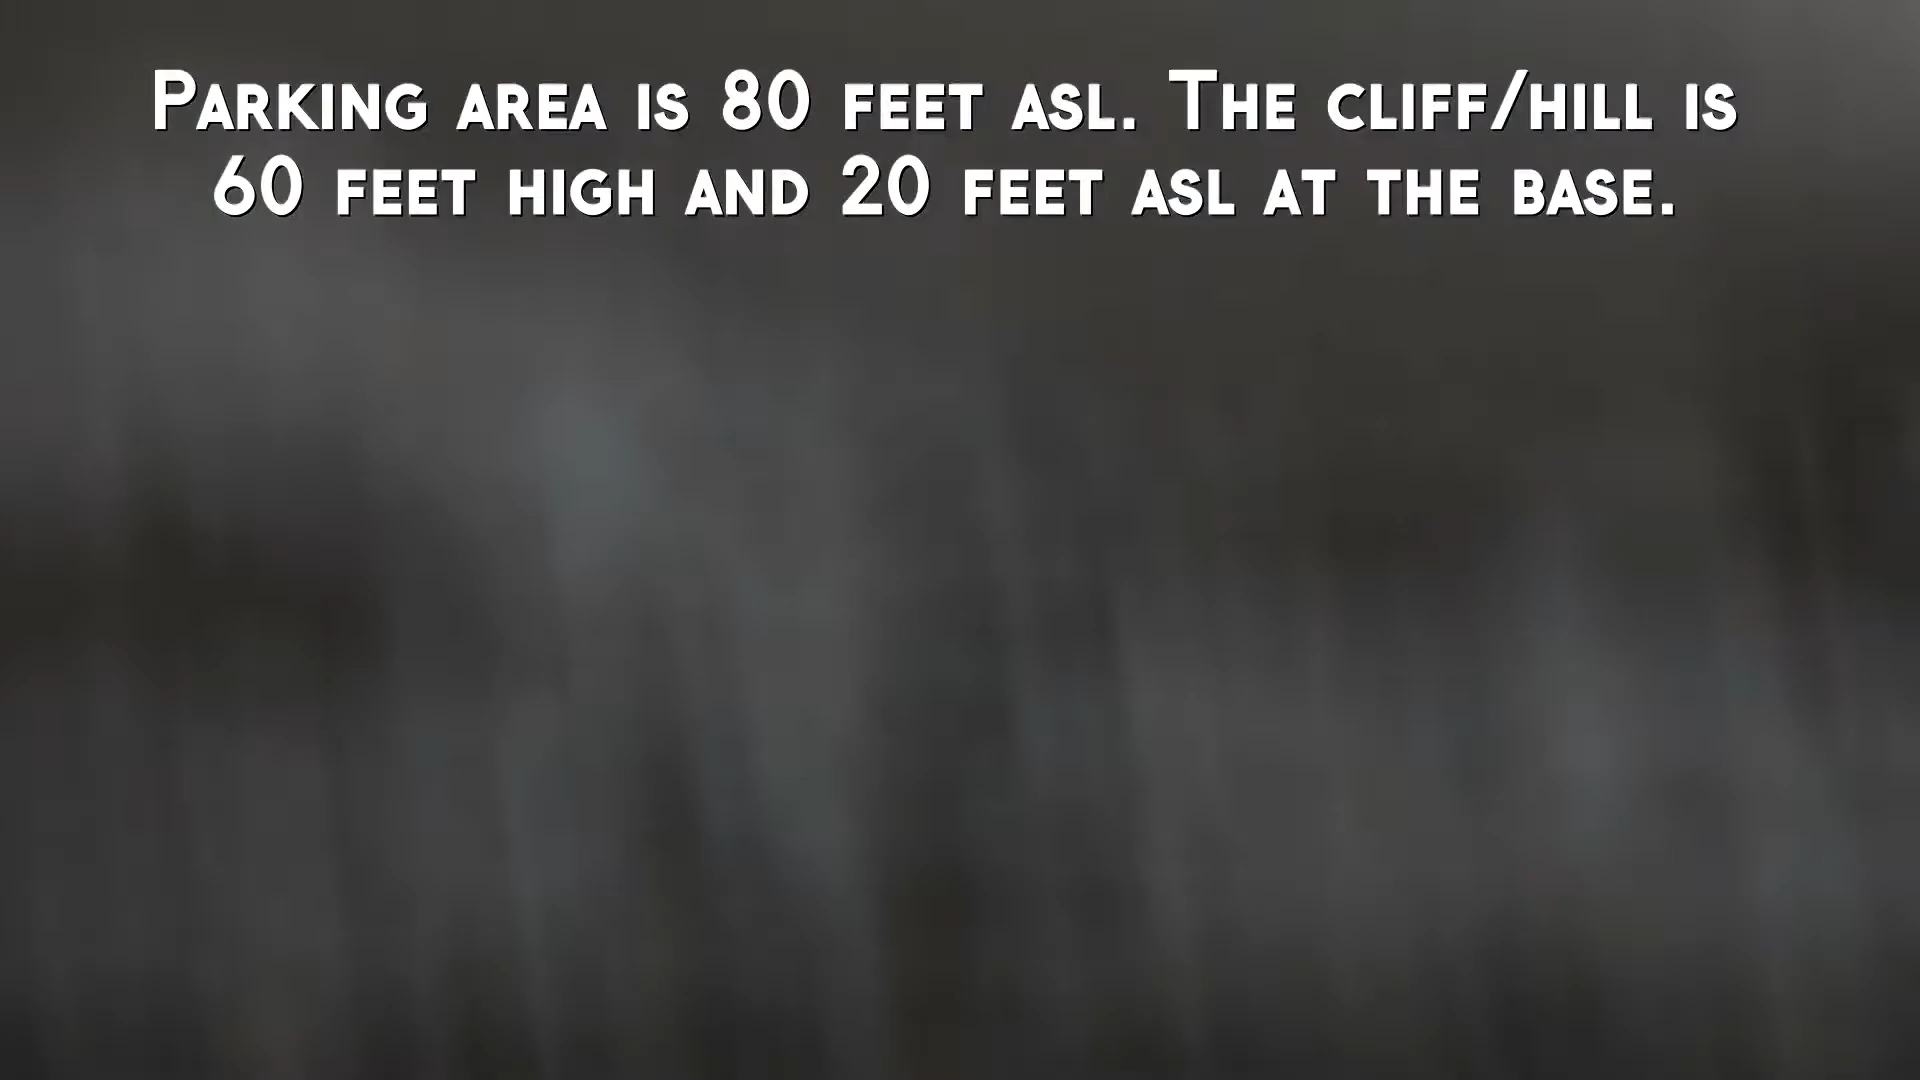 Parking area is 80 feet asl. The cliff/hill is
60 feet high and 20 feet asl at the base.